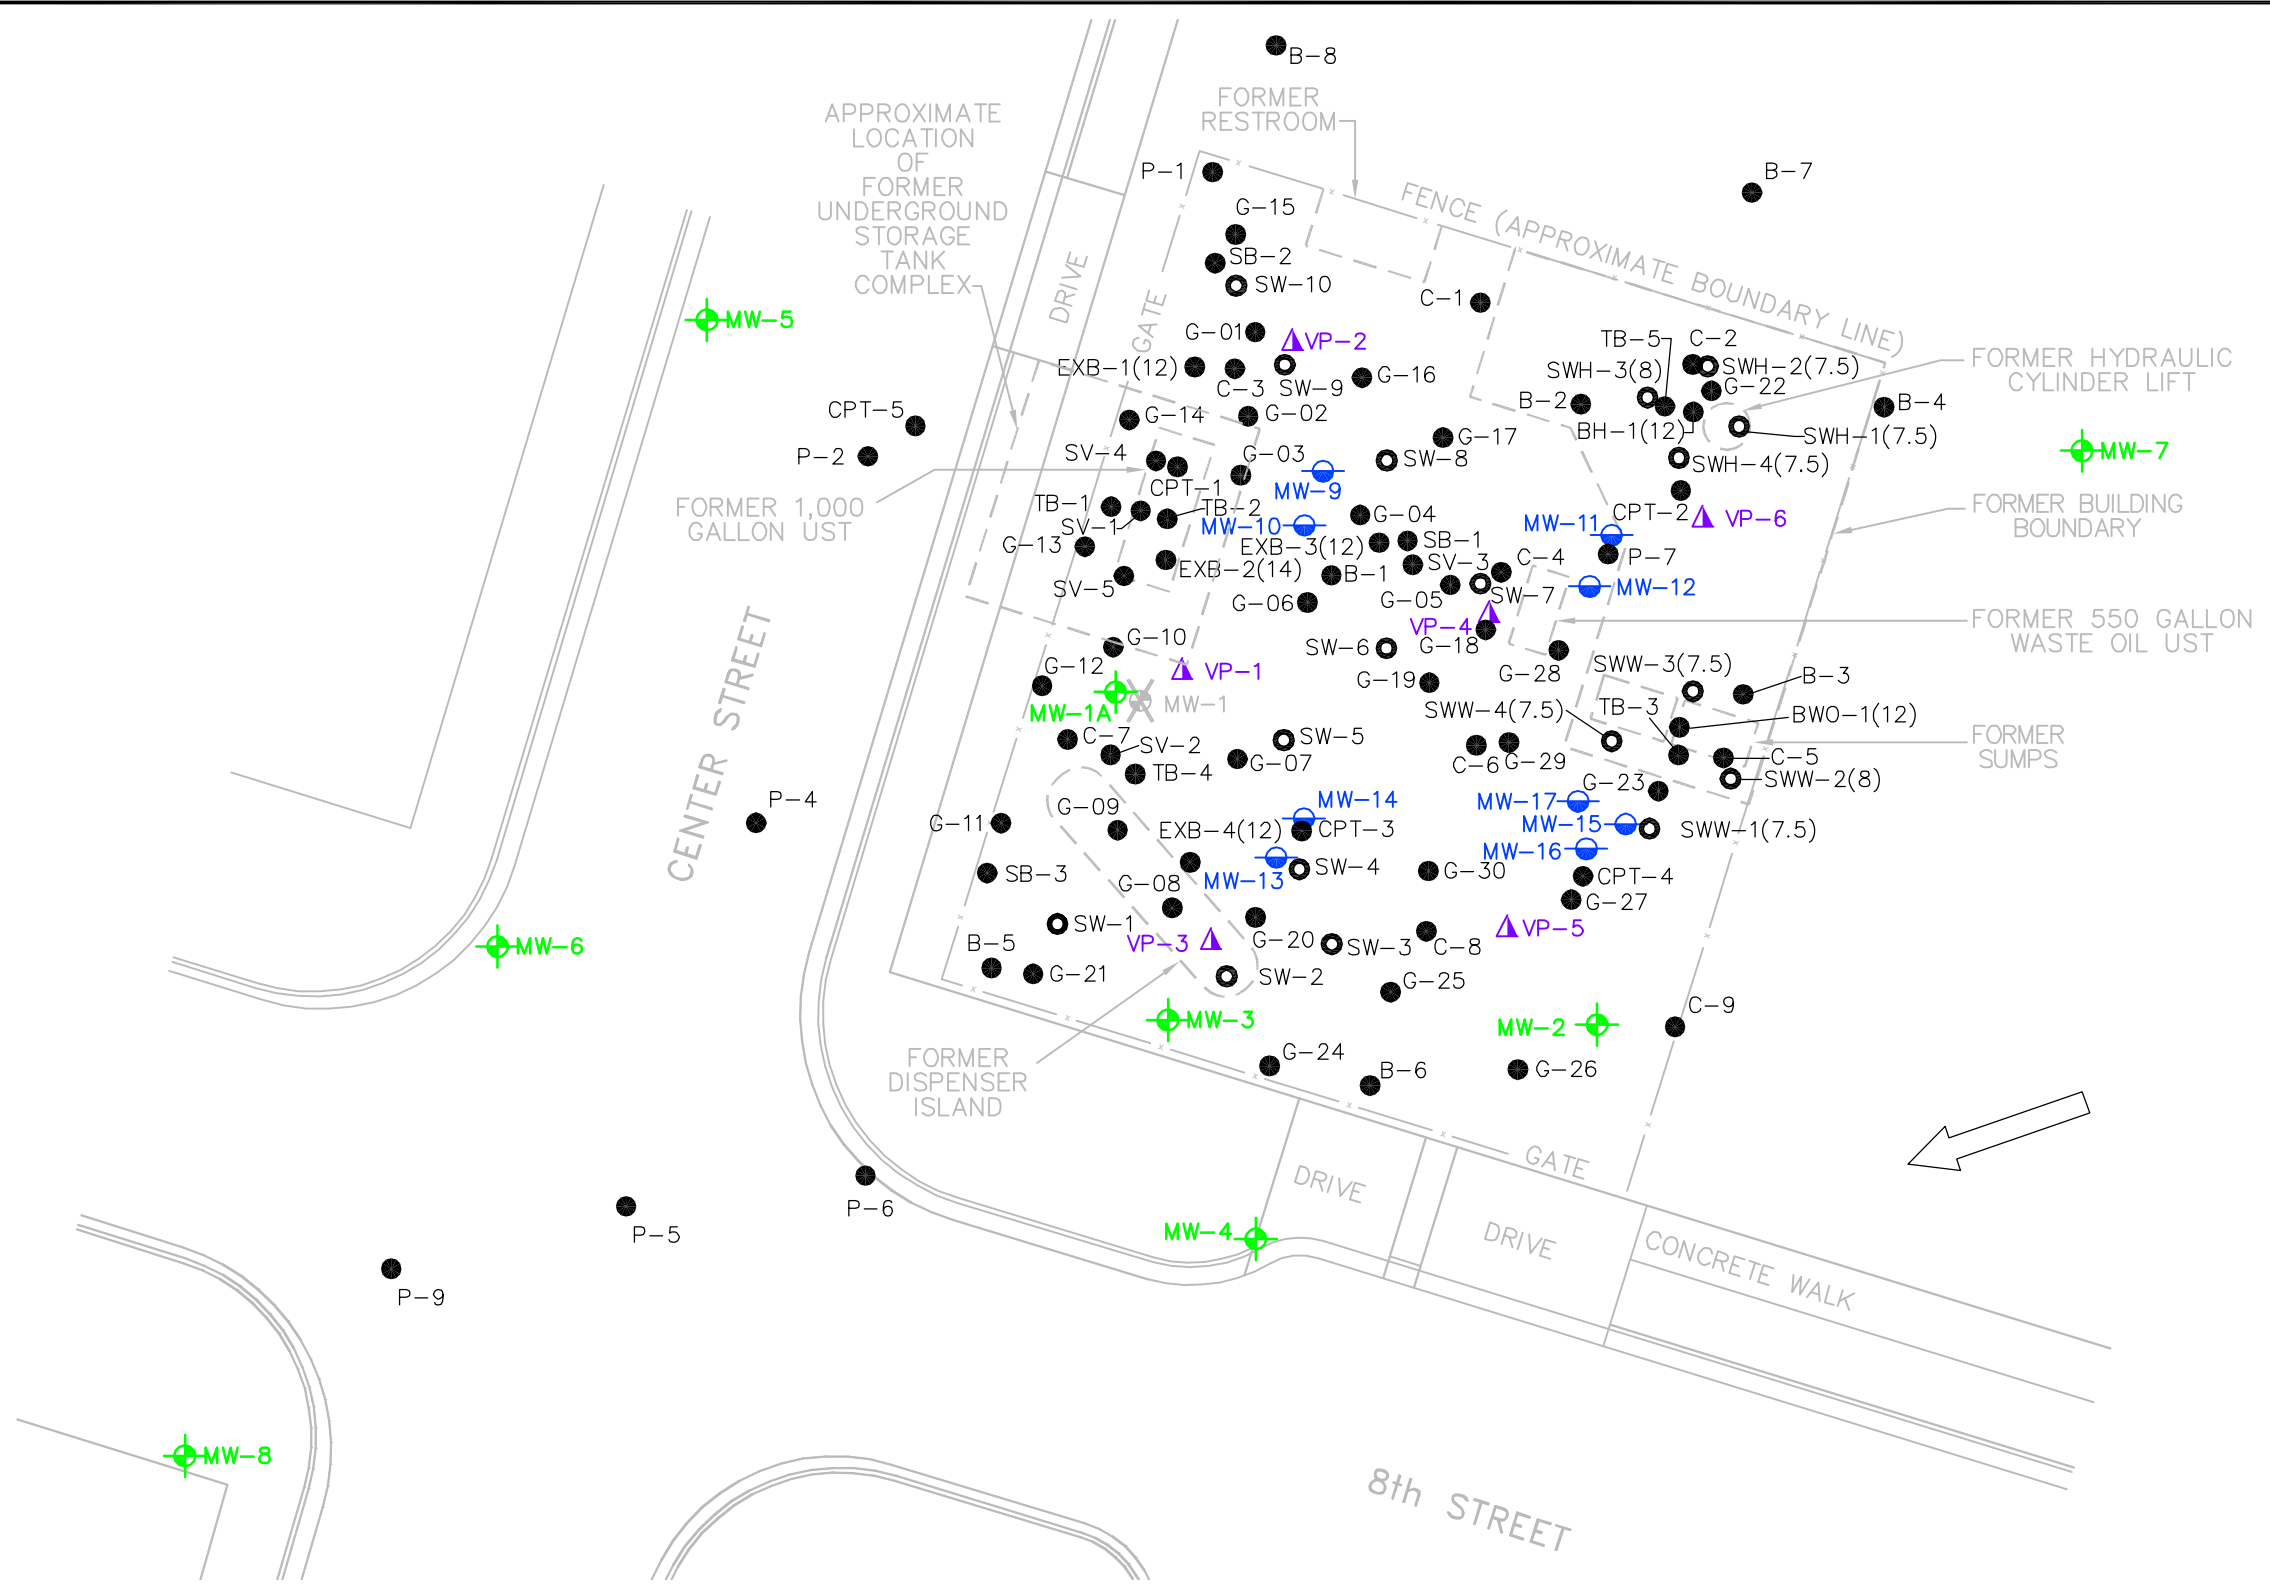 B-8
FORMER
RESTROOM
APPROXIMATE
LOCATION
OF
FORMER
UNDERGROUND
STORAGE
TANK
COMPLEX
P-1
B-7
G-15
FENCE (APPROXIMATE BOUNDARY LINE)
SB-2
SW-10
DRIVE
GATE
C-1
MW-5
G-01
VP-2
TB-5
C-2
EXB-1(12)
C-3
SW-9
G-16
SWH-3(8)
SWH-2(7.5)
G-22
FORMER HYDRAULIC
CYLINDER LIFT
CPT-5
G-14
G-02
B-2
B-4
P-2
SV-4
G-03
G-17
BH-1(12)
SWH-1(7.5)
MW-7
CPT-1
SW-8
SWH-4(7.5)
MW-9
FORMER 1,000
GALLON UST
TB-1
SV-1
TB-2
MW-10
G-04
MW-11
CPT-2
VP-6
FORMER BUILDING
BOUNDARY
G-13
EXB-3(12)
SB-1
SV-3
C-4
P-7
EXB-2(14)
SV-5
B-1
G-05
SW-7
MW-12
G-06
VP-4
G-18
FORMER 550 GALLON
WASTE OIL UST
G-10
SW-6
G-28
SWW-3(7.5)
G-12
VP-1
G-19
B-3
MW-1A
MW-1
SWW-4(7.5)
TB-3
BWO-1(12)
CENTER STREET
C-7
SV-2
SW-5
G-07
C-6
G-29
C-5
FORMER
SUMPS
TB-4
SWW-2(8)
G-23
P-4
G-09
MW-14
MW-17
G-11
EXB-4(12)
CPT-3
MW-15
SWW-1(7.5)
MW-16
SB-3
G-08
MW-13
SW-4
G-30
CPT-4
G-27
SW-1
VP-3
G-20
SW-3
C-8
VP-5
MW-6
B-5
G-21
SW-2
G-25
MW-3
MW-2
C-9
FORMER
DISPENSER
ISLAND
G-24
B-6
G-26
GATE
DRIVE
P-6
P-5
MW-4
DRIVE
CONCRETE WALK
P-9
MW-8
8th STREET